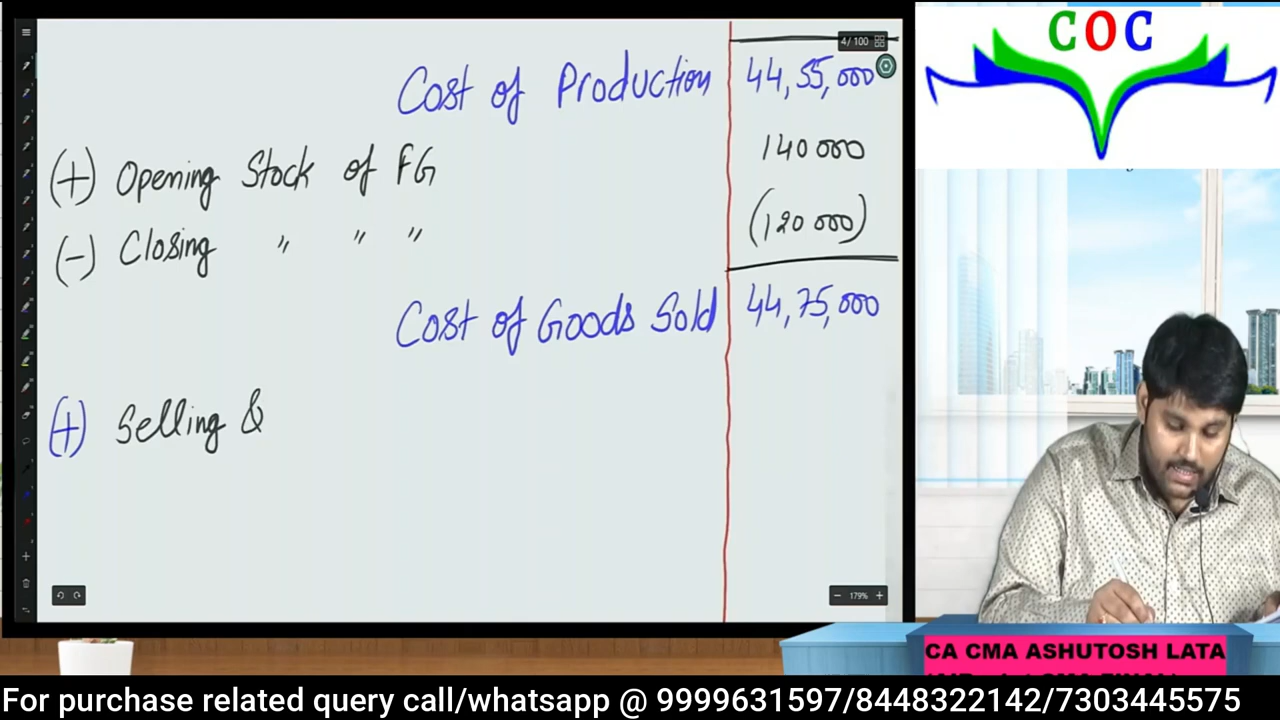 4/100
Cost of Production 44,55,000
(+) Opening Stock of FG 140000
(-) Closing " " " (120000)
Cost of Goods Sold 44,75,000
(+) Selling &
179%
COC
CA CMA ASHUTOSH LATA
For purchase related query call/whatsapp @ 9999631597/8448322142/7303445575